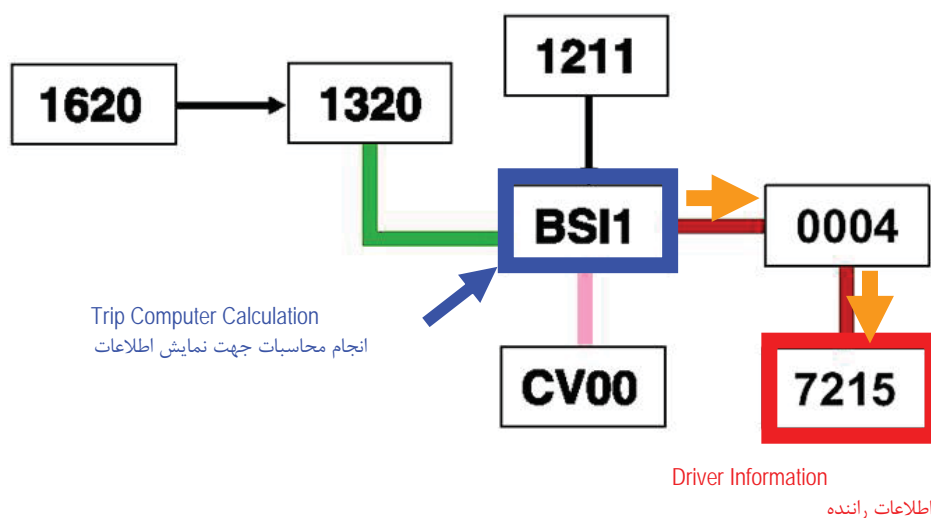 1211
1620
1320
BSI1
0004
Trip Computer Calculation
انجام محاسبات جهت نمایش اطلاعات
CV00
7215
Driver Information
اطلاعات راننده